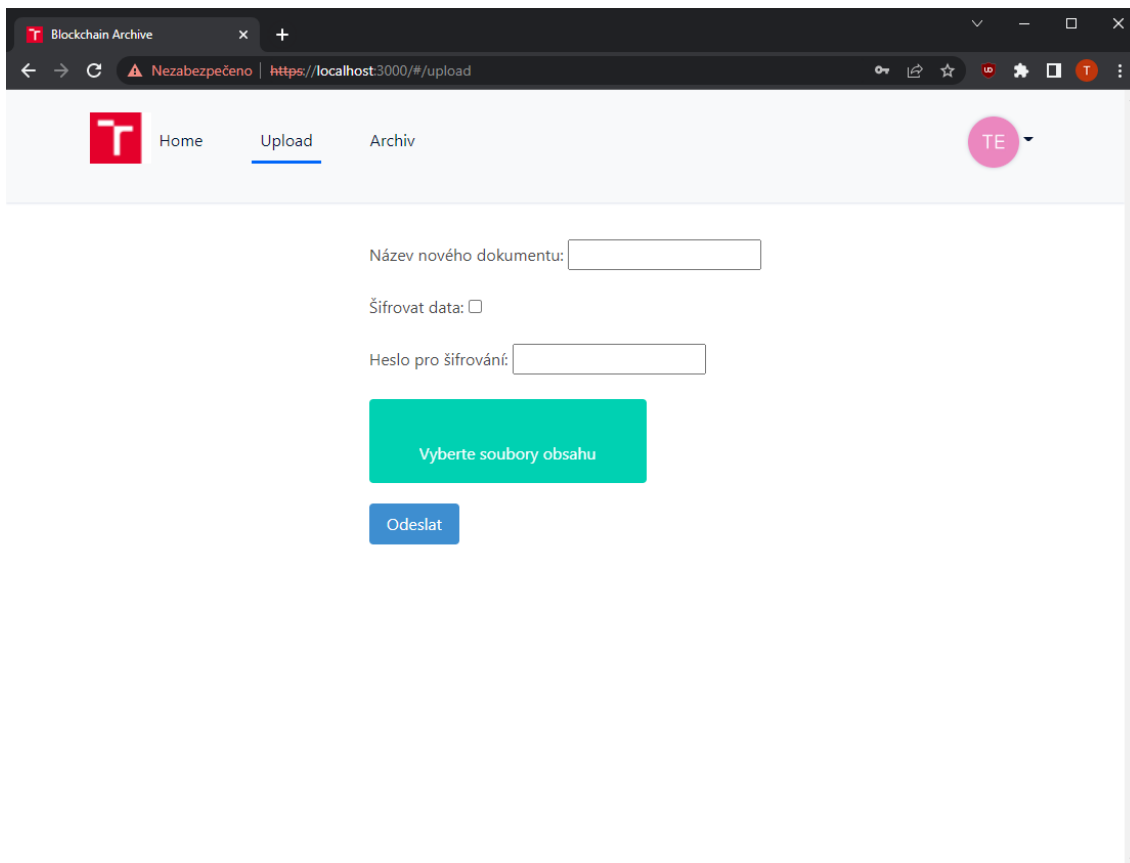 Blockchain Archive
Nezabezpečeno https://localhost:3000/#/upload
T
Home Upload Archiv TE
Název nového dokumentu:
Šifrovat data:
Heslo pro šifrování:
Vyberte soubory obsahu
Odeslat